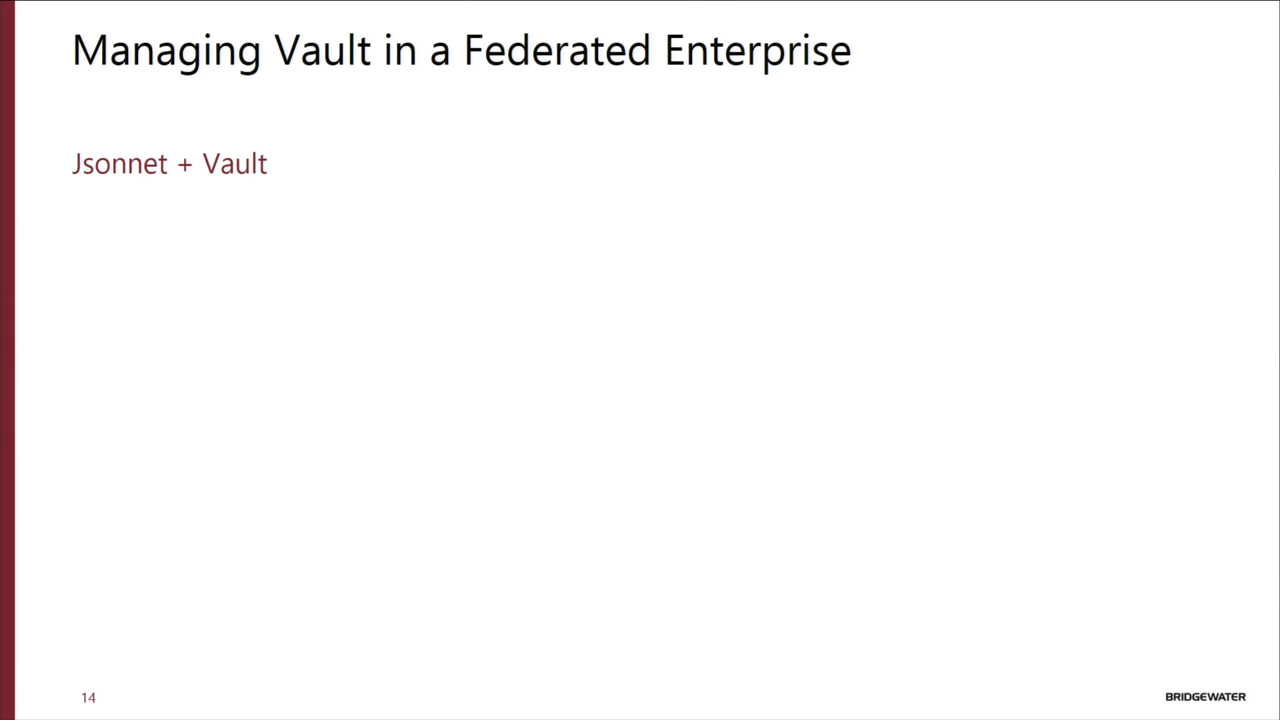 Managing Vault in a Federated Enterprise
Jsonnet + Vault
14
BRIDGEWATER